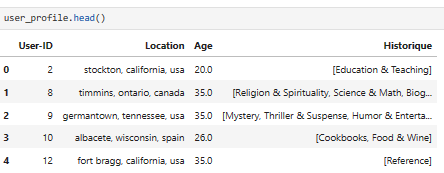 user_profile.head()
User-ID Location Age Historique
0 2 stockton, california, usa 20.0 [Education & Teaching]
1 8 timmins, ontario, canada 35.0 [Religion & Spirituality, Science & Math, Biog...
2 9 germantown, tennessee, usa 35.0 [Mystery, Thriller & Suspense, Humor & Enterta...
3 10 albacete, wisconsin, spain 26.0 [Cookbooks, Food & Wine]
4 12 fort bragg, california, usa 35.0 [Reference]